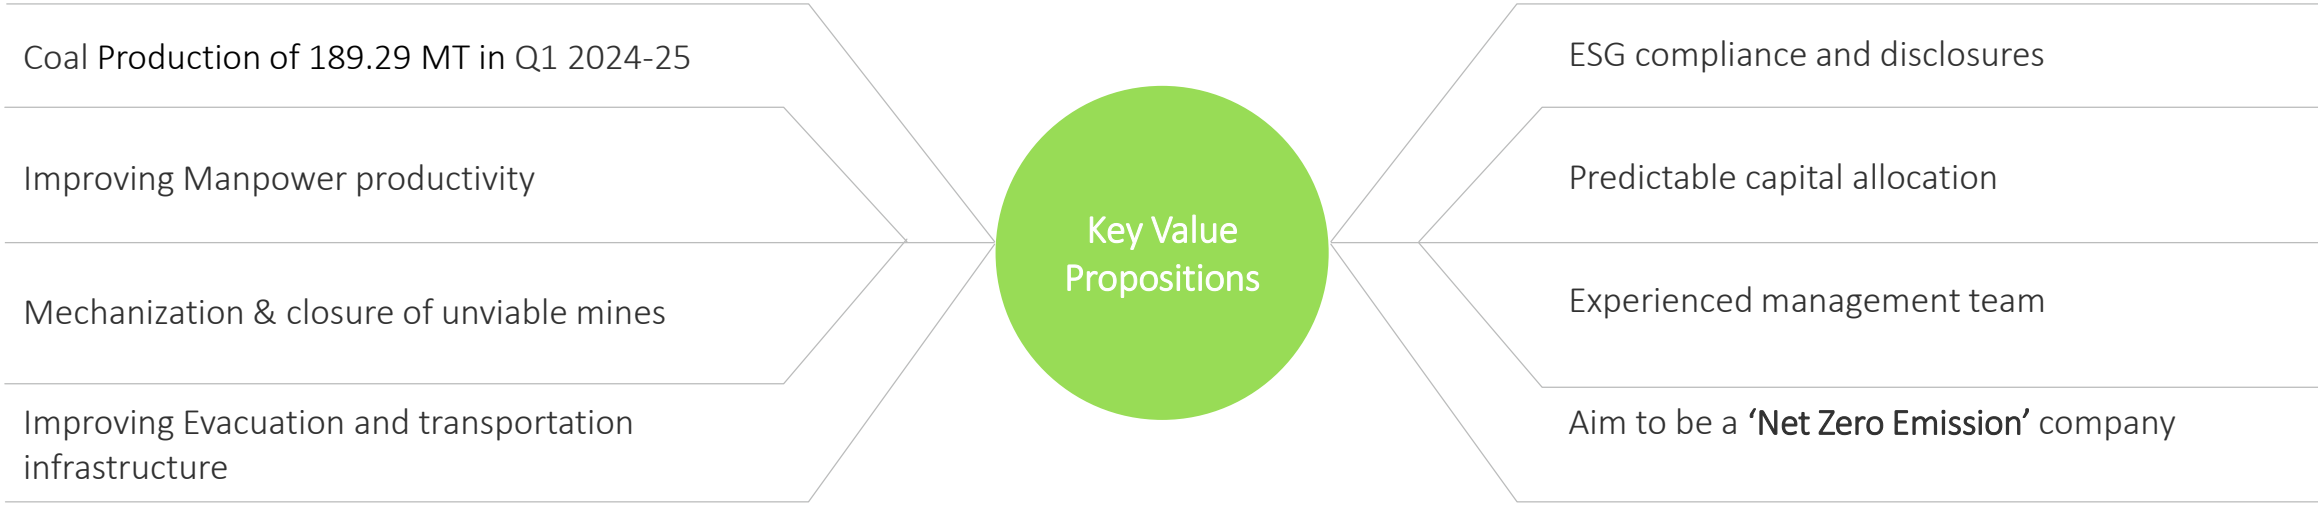 Coal Production of 189.29 MT in Q1 2024-25
Improving Manpower productivity
Mechanization & closure of unviable mines
Improving Evacuation and transportation
infrastructure
Key Value
Propositions
ESG compliance and disclosures
Predictable capital allocation
Experienced management team
Aim to be a ‘Net Zero Emission’ company